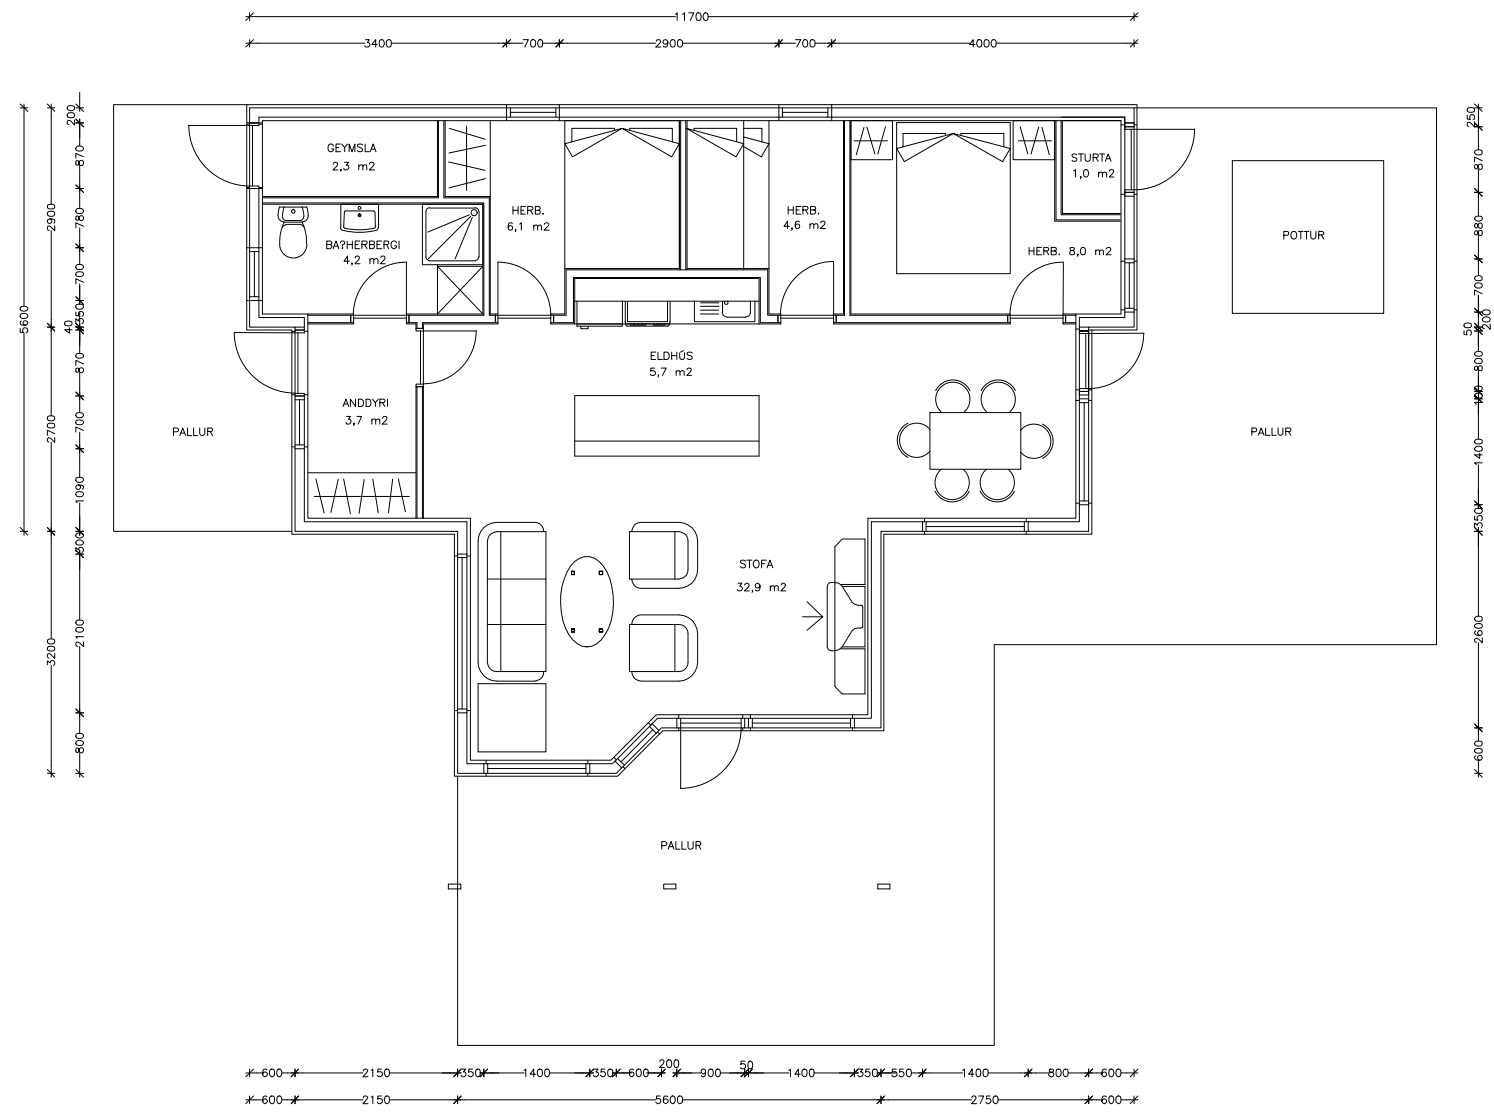 11700
3400 700 2900 700 4000
GEYMSLA
2,3 m2
STURTA
1,0 m2
HERB.
6,1 m2
HERB.
4,6 m2
BA?HERBERGI
4,2 m2
HERB. 8,0 m2
POTTUR
ELDHÚS
5,7 m2
ANDDYRI
3,7 m2
PALLUR
PALLUR
STOFA
32,9 m2
PALLUR
5600
2900
2700
3200
200
870
780
700
350
40
870
700
1090
300
2100
800
250
870
880
700
200
50
800
1400
350
2600
600
600 2150 350 1400 350 600 200 900 50 1400 350 550 1400 800 600
600 2150 5600 2750 600